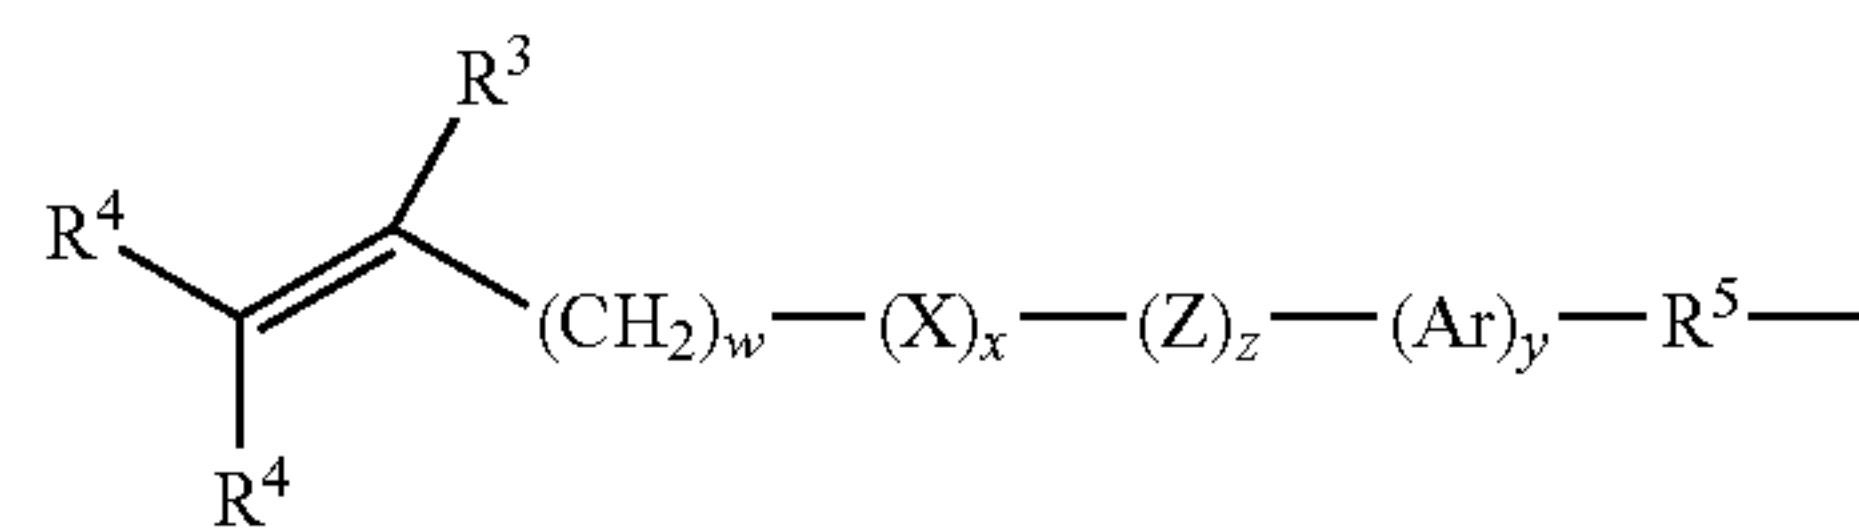 R³
R⁴
(CH₂)w—(X)x—(Z)z—(Ar)y—R⁵—
R⁴